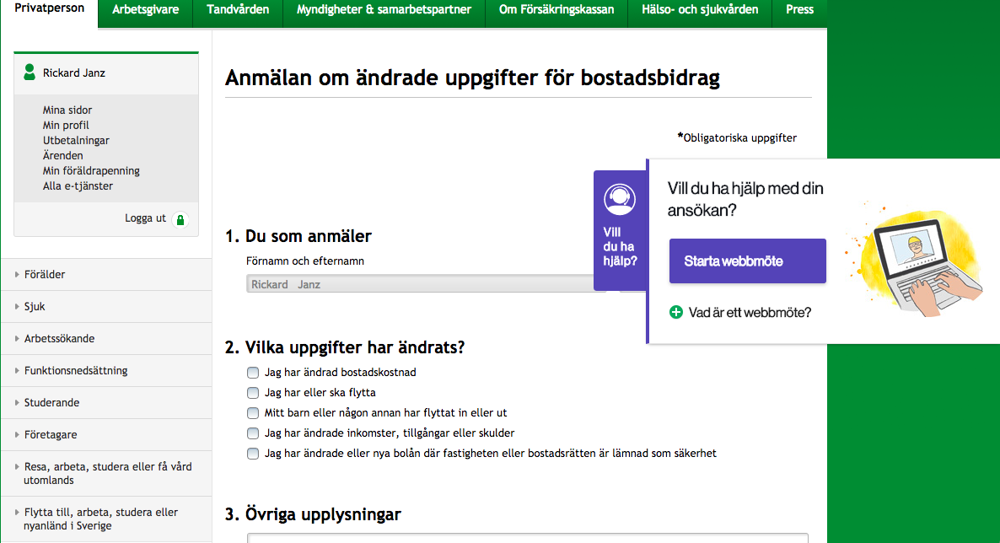 Privatperson
Arbetsgivare
Tandvården
Myndigheter & samarbetspartner
Om Försäkringskassan
Hälso- och sjukvården
Press
Rickard Janz
Mina sidor
Min profil
Utbetalningar
Ärenden
Min föräldrapenning
Alla e-tjänster
Logga ut
Förälder
Sjuk
Arbetssökande
Funktionsnedsättning
Studerande
Företagare
Resa, arbeta, studera eller få vård
utomlands
Flytta till, arbeta, studera eller
nyanländ i Sverige
Anmälan om ändrade uppgifter för bostadsbidrag
*Obligatoriska uppgifter
1. Du som anmäler
Förnamn och efternamn
Rickard Janz
Vill
du ha
hjälp?
Vill du ha hjälp med din
ansökan?
Starta webbmöte
Vad är ett webbmöte?
2. Vilka uppgifter har ändrats?
Jag har ändrad bostadskostnad
Jag har eller ska flytta
Mitt barn eller någon annan har flyttat in eller ut
Jag har ändrade inkomster, tillgångar eller skulder
Jag har ändrade eller nya bolån där fastigheten eller bostadsrätten är lämnad som säkerhet
3. Övriga upplysningar